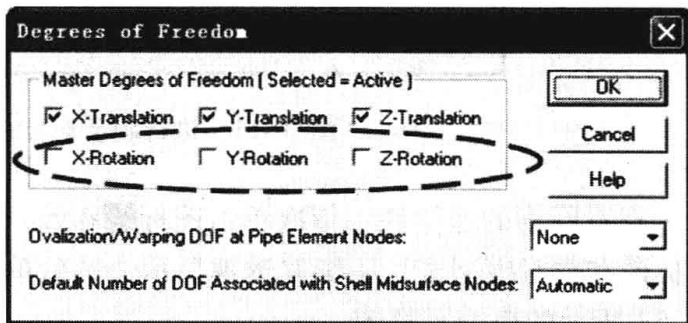 Degrees of Freedom
Master Degrees of Freedom ( Selected = Active )
X-Translation Y-Translation Z-Translation
X-Rotation Y-Rotation Z-Rotation
OK
Cancel
Help
Ovalization/Warping DOF at Pipe Element Nodes: None
Default Number of DOF Associated with Shell Midsurface Nodes: Automatic